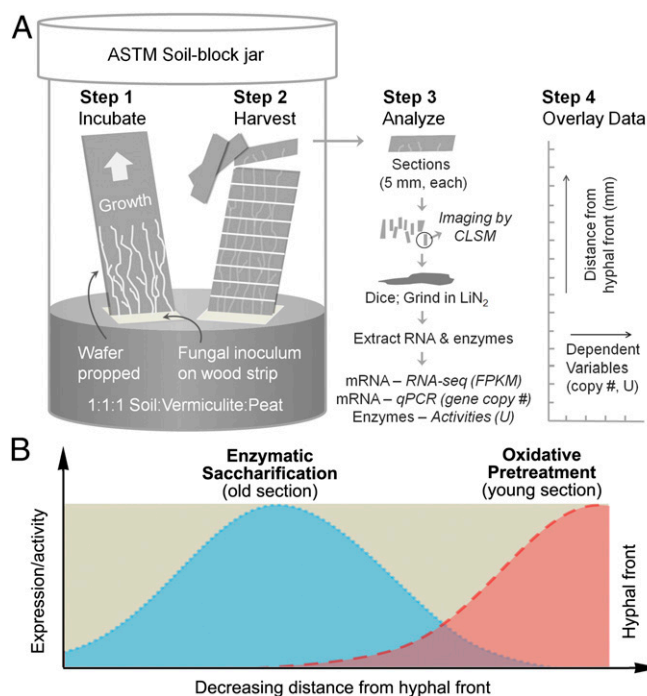 A
ASTM Soil-block jar
Step 1
Incubate
Growth
Wafer
propped
Step 2
Harvest
Fungal inoculum
on wood strip
1:1:1 Soil:Vermiculite:Peat
Step 3
Analyze
Sections
(5 mm, each)
Imaging by
CLSM
Dice; Grind in LiN₂
Extract RNA & enzymes
mRNA – RNA-seq (FPKM)
mRNA – qPCR (gene copy #)
Enzymes – Activities (U)
Step 4
Overlay Data
Distance from
hyphal front (mm)
Dependent
Variables
(copy #, U)
B
Enzymatic
Saccharification
(old section)
Oxidative
Pretreatment
(young section)
Expression/activity
Hyphal front
Decreasing distance from hyphal front